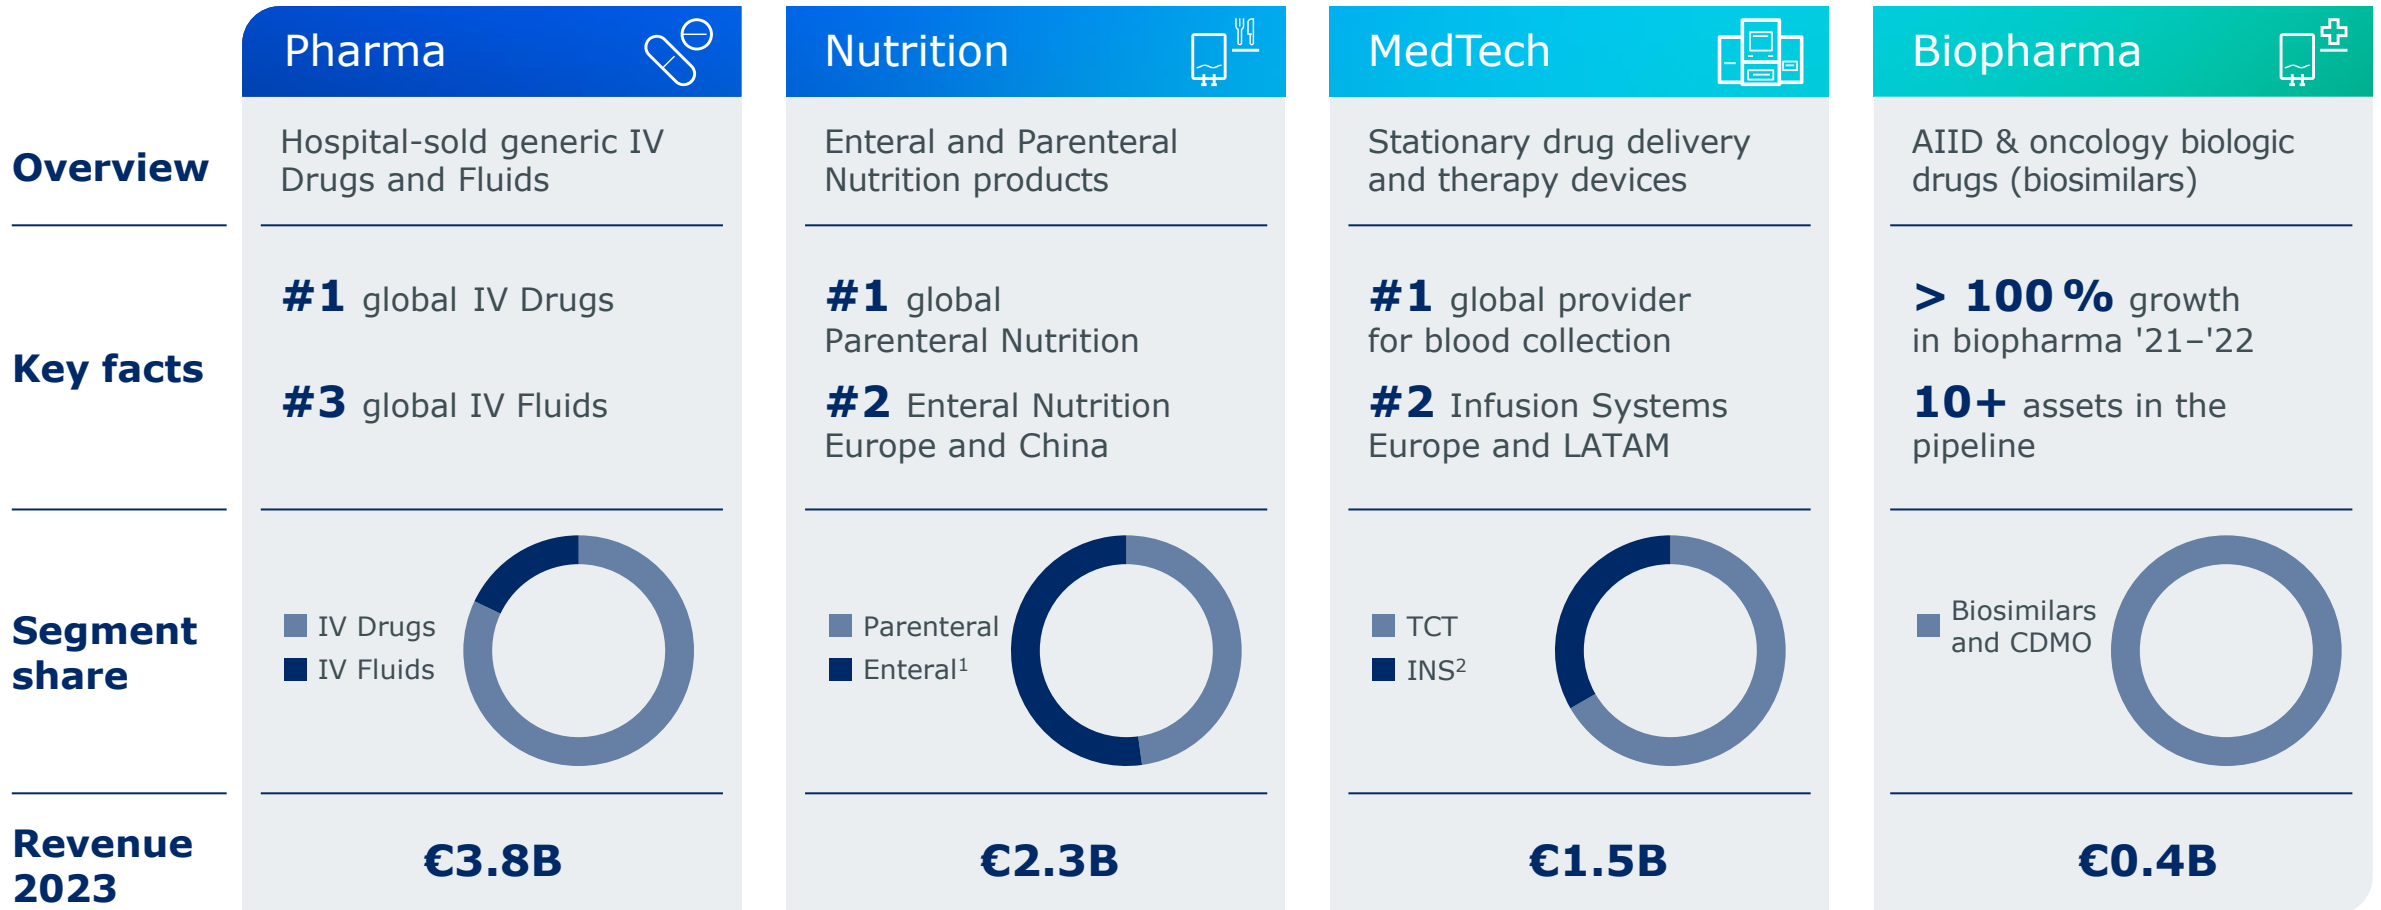 Pharma
Nutrition
MedTech
Biopharma
Overview
Hospital-sold generic IV
Drugs and Fluids
Enteral and Parenteral
Nutrition products
Stationary drug delivery
and therapy devices
AIID & oncology biologic
drugs (biosimilars)
Key facts
#1 global IV Drugs
#3 global IV Fluids
#1 global
Parenteral Nutrition
#2 Enteral Nutrition
Europe and China
#1 global provider
for blood collection
#2 Infusion Systems
Europe and LATAM
> 100 % growth
in biopharma '21–'22
10+ assets in the
pipeline
Segment
share
IV Drugs
IV Fluids
Parenteral
Enteral¹
TCT
INS²
Biosimilars
and CDMO
Revenue
2023
€3.8B
€2.3B
€1.5B
€0.4B